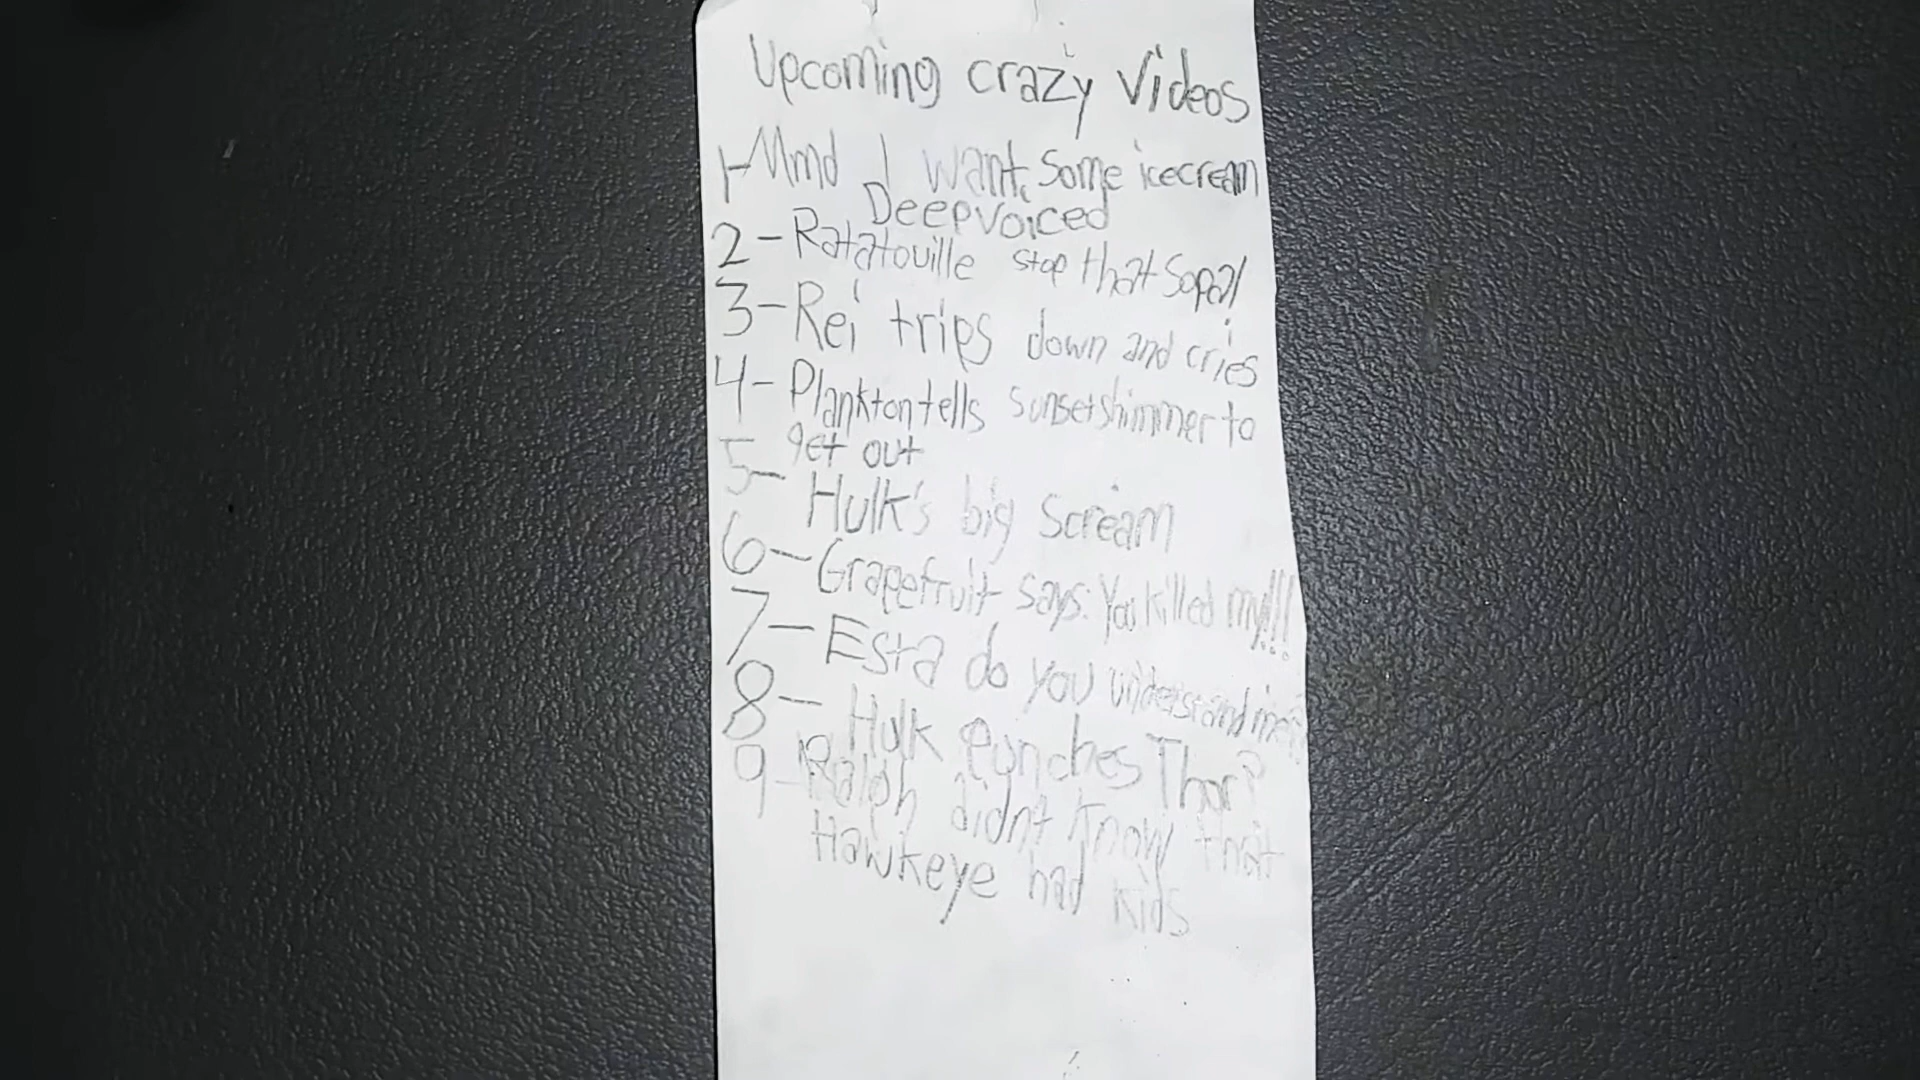 Upcoming crazy Videos
1-Mmd I want some icecream
Deepvoiced
2-Ratatouille stop that Sopa!
3-Rei trips down and cries
4-Plankton tells sunsetshimmer to
get out
5-
Hulk's big scream
6-Grapefruit says: You killed my!!!
7-Esta do you understand me?
8-Hulk punches Thor?
9-Ralph didnt know that
Hawkeye had kids